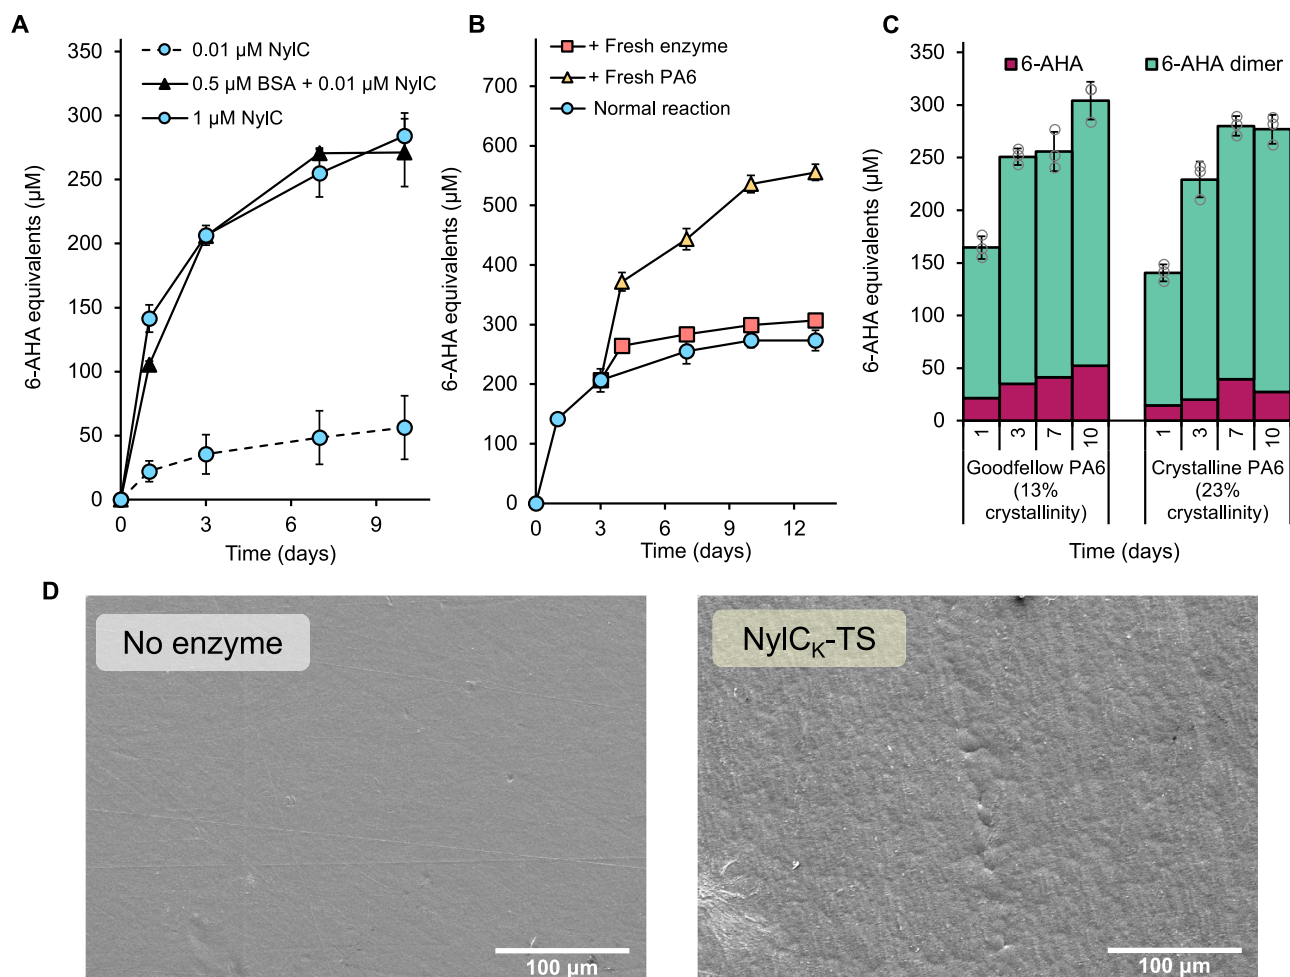 A
0.01 µM NylC
0.5 µM BSA + 0.01 µM NylC
1 µM NylC
6-AHA equivalents (µM)
350
300
250
200
150
100
50
0
0 3 6 9
Time (days)
B
+ Fresh enzyme
+ Fresh PA6
Normal reaction
6-AHA equivalents (µM)
700
600
500
400
300
200
100
0
0 3 6 9 12
Time (days)
C
6-AHA
6-AHA dimer
6-AHA equivalents (µM)
350
300
250
200
150
100
50
0
1 3 7 10 1 3 7 10
Goodfellow PA6
(13%
crystallinity)
Crystalline PA6
(23%
crystallinity)
Time (days)
D
No enzyme
100 µm
NylC<sub>K</sub>-TS
100 µm